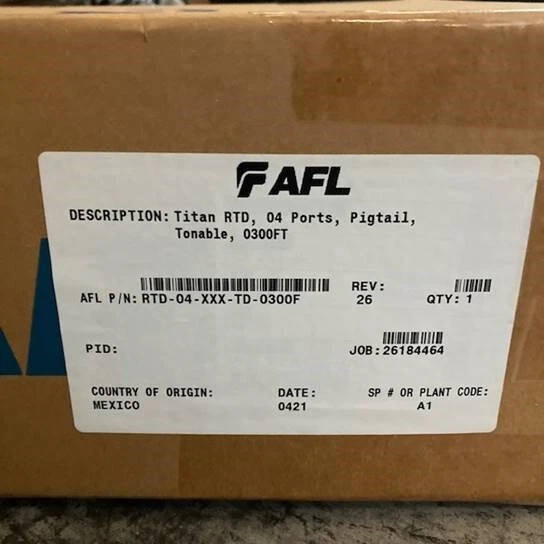 AFL
DESCRIPTION: Titan RTD, 04 Ports, Pigtail,
Tonable, 0300FT
AFL P/N: RTD-04-XXX-TD-0300F
REV:
26
QTY: 1
PID:
JOB: 26184464
COUNTRY OF ORIGIN:
MEXICO
DATE:
0421
SP # OR PLANT CODE:
A1